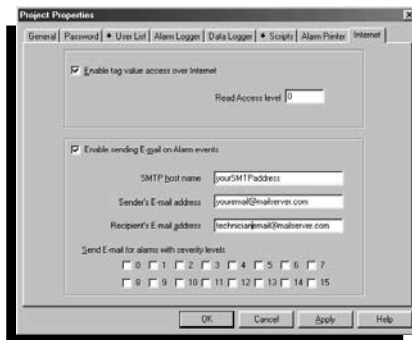 Project Properties
General Password User List Alarm Logger Data Logger Scripts Alarm Printer Internet
Enable tag value access over Internet
Read Access level 0
Enable sending E-mail on Alarm events
SMTP host name yourSMTPaddress
Sender's E-mail address youremail@mailserver.com
Recipient's E-mail address technicianemail@mailserver.com
Send E-mail for alarms with severity levels
0 1 2 3 4 5 6 7
8 9 10 11 12 13 14 15
OK Cancel Apply Help